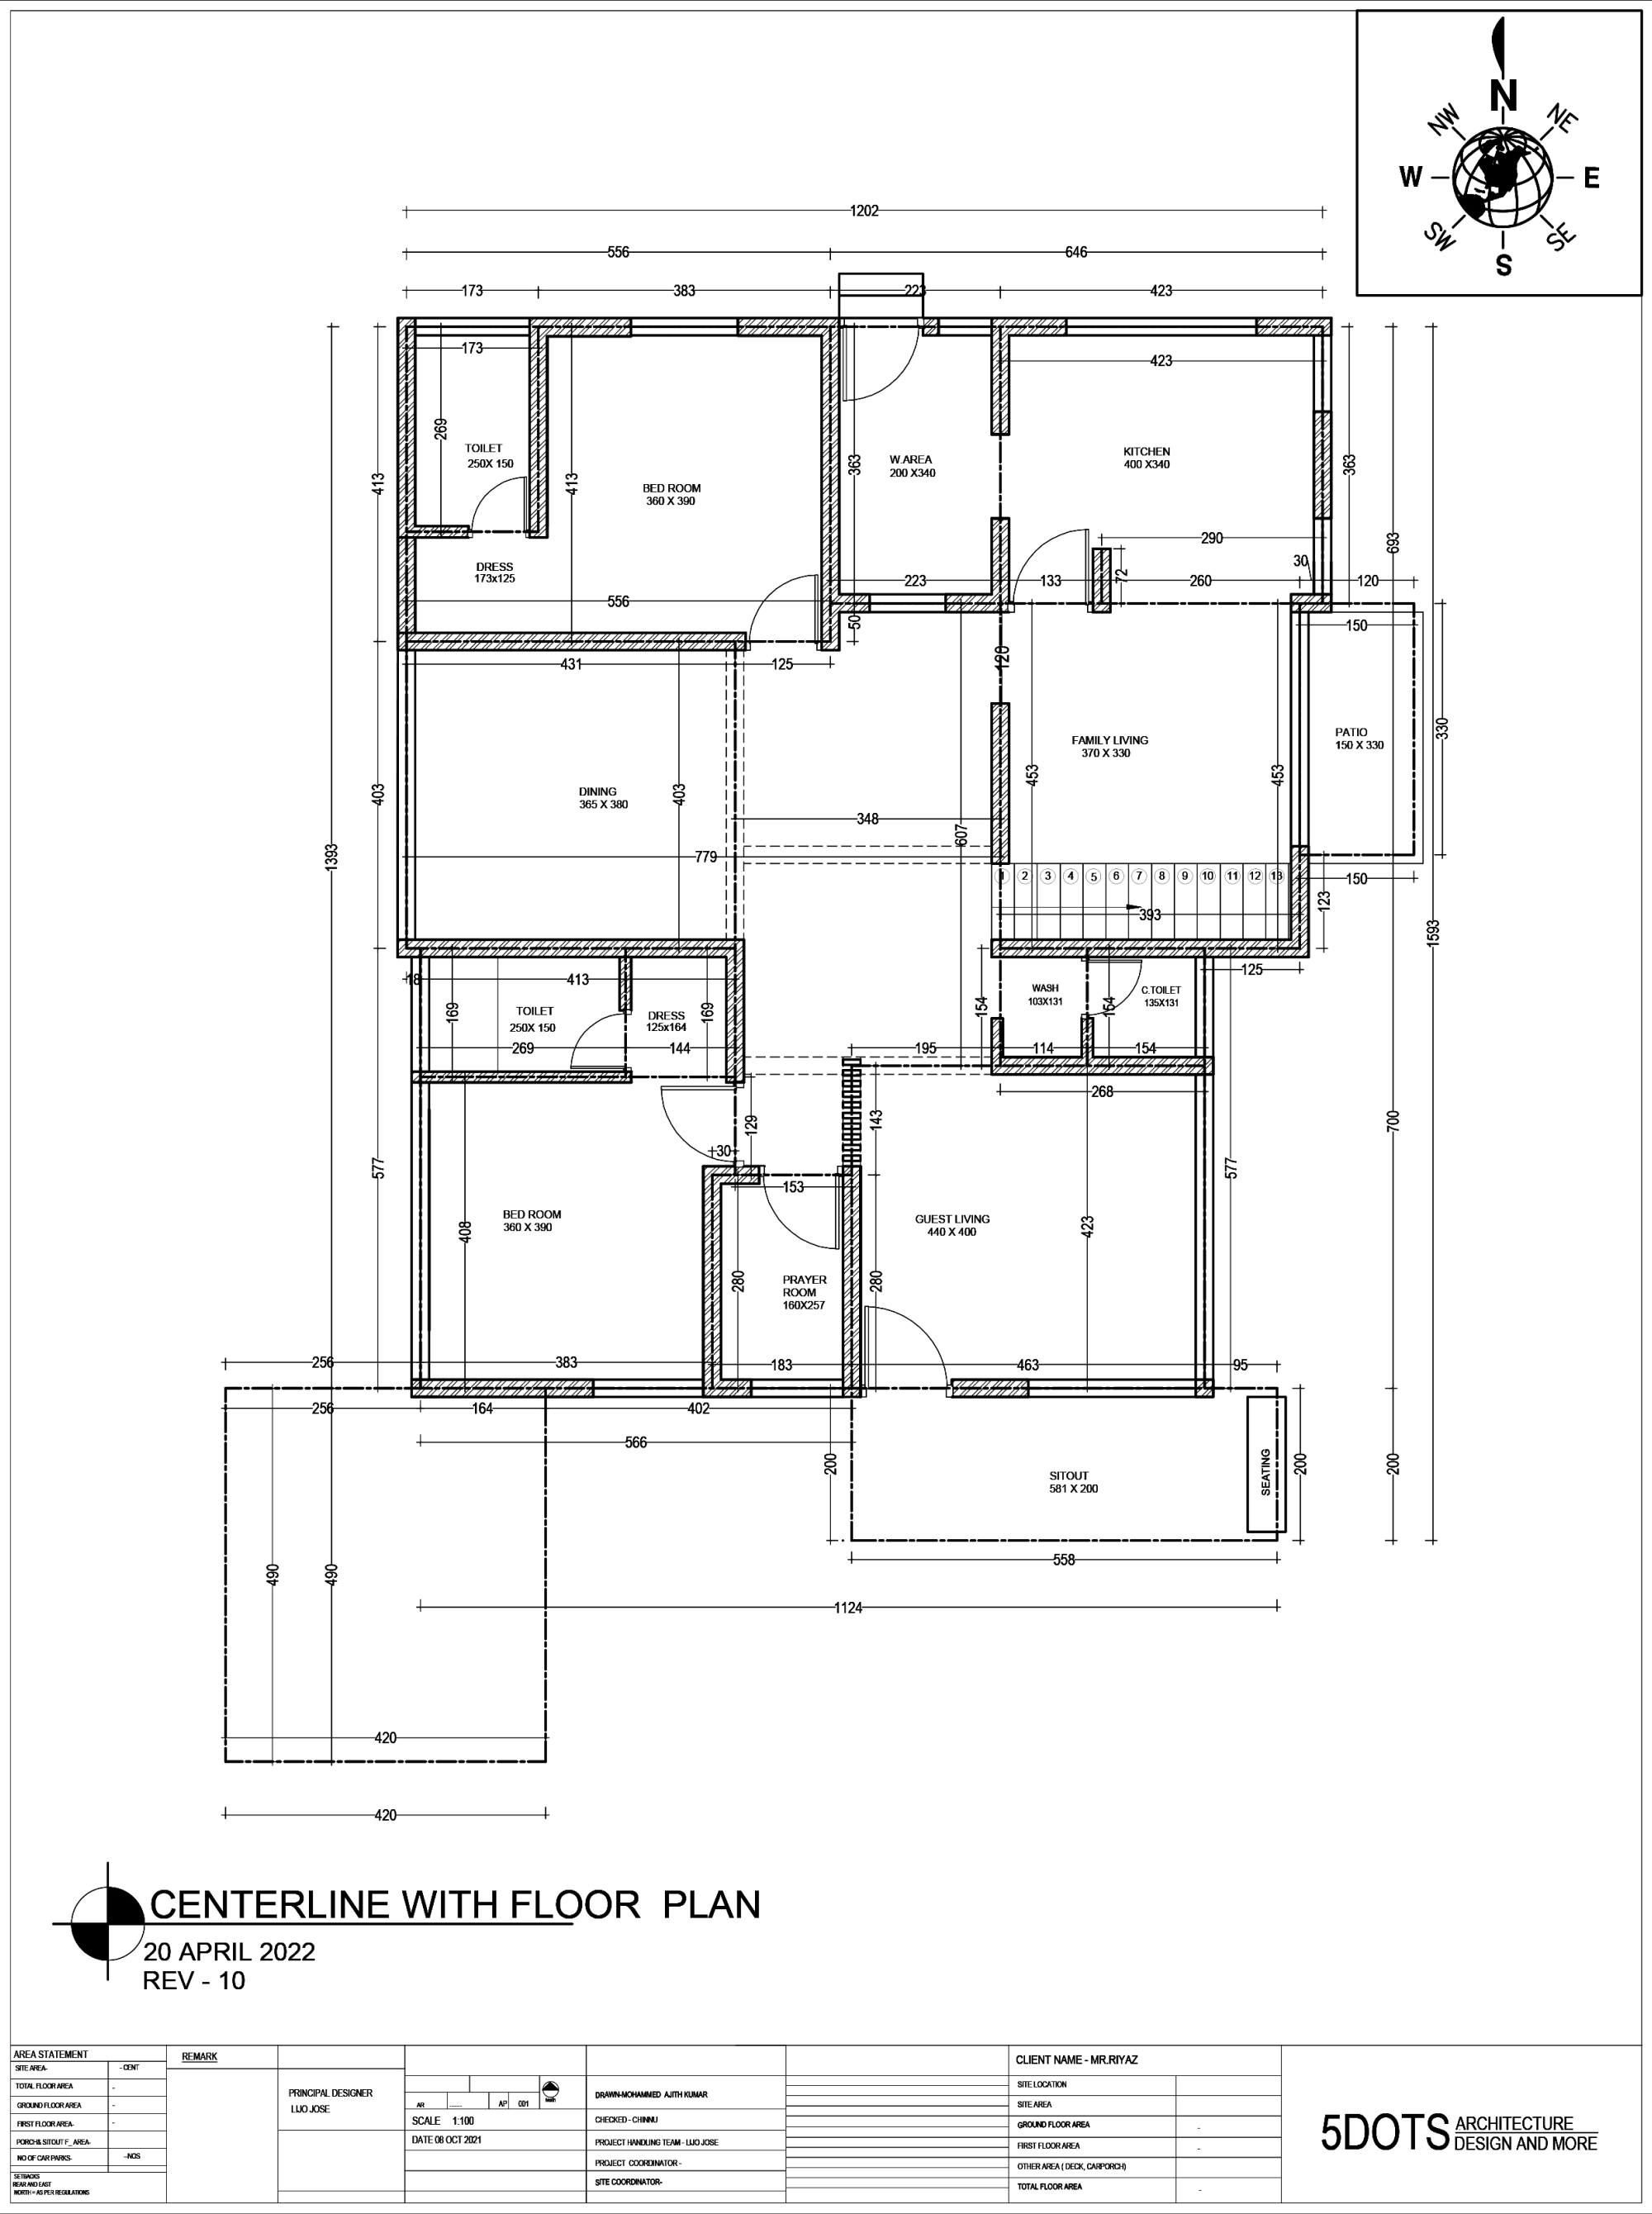 N
NW
NE
W
E
SW
SE
S
1202
556
646
173
383
223
423
173
423
269
TOILET
250X 150
413
413
BED ROOM
360 X 390
363
W.AREA
200 X340
KITCHEN
400 X340
363
290
693
30
DRESS
173x125
223
133
72
260
120
556
50
150
120
431
125
PATIO
150 X 330
330
FAMILY LIVING
370 X 330
453
453
DINING
365 X 380
403
403
348
607
779
1393
1
2
3
4
5
6
7
8
9
10
11
12
13
150
393
123
1593
18
413
125
WASH
103X131
C.TOILET
135X131
154
154
169
TOILET
250X 150
DRESS
125x164
169
269
144
195
114
154
268
129
143
700
30
577
577
153
BED ROOM
360 X 390
408
GUEST LIVING
440 X 400
423
280
PRAYER
ROOM
160X257
280
256
383
183
463
95
256
164
402
566
200
SITOUT
581 X 200
SEATING
200
200
558
490
490
1124
420
420
CENTERLINE WITH FLOOR PLAN
20 APRIL 2022
REV - 10
AREA STATEMENT
SITE AREA-
- CENT
TOTAL FLOOR AREA
-
GROUND FLOOR AREA
-
FIRST FLOOR AREA-
-
PORCH& SITOUT F_ AREA-
NO OF CAR PARKS-
--NOS
SETBACKS
REAR AND EAST
NORTH = AS PER REGULATIONS
REMARK
PRINCIPAL DESIGNER
LIJO JOSE
AR
AP
001
SCALE 1:100
DATE 08 OCT 2021
DRAWN-MOHAMMED AJITH KUMAR
CHECKED - CHINNU
PROJECT HANDLING TEAM - LIJO JOSE
PROJECT COORDINATOR -
SITE COORDINATOR-
CLIENT NAME - MR.RIYAZ
SITE LOCATION
SITE AREA
GROUND FLOOR AREA
-
FIRST FLOOR AREA
-
OTHER AREA ( DECK, CARPORCH)
TOTAL FLOOR AREA
-
5DOTS ARCHITECTURE
DESIGN AND MORE